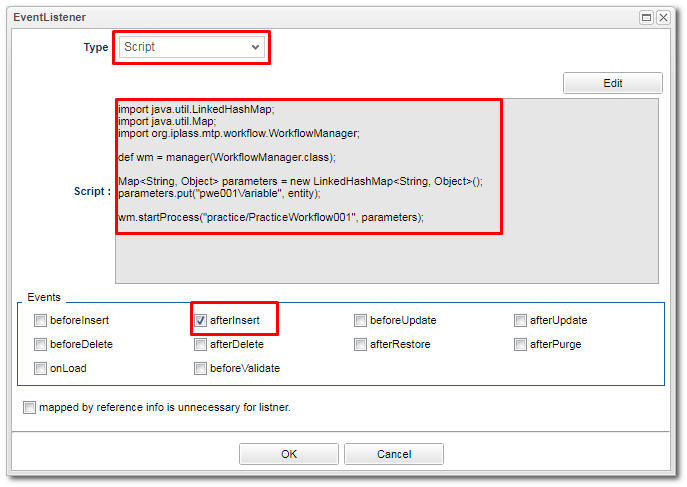 EventListener
Type
Script
Edit
Script :
import java.util.LinkedHashMap;
import java.util.Map;
import org.iplass.mtp.workflow.WorkflowManager;
def wm = manager(WorkflowManager.class);
Map<String, Object> parameters = new LinkedHashMap<String, Object>();
parameters.put("pwe001Variable", entity);
wm.startProcess("practice/PracticeWorkflow001", parameters);
Events
beforeInsert afterInsert beforeUpdate afterUpdate
beforeDelete afterDelete afterRestore afterPurge
onLoad beforeValidate
mapped by reference info is unnecessary for listner.
OK Cancel